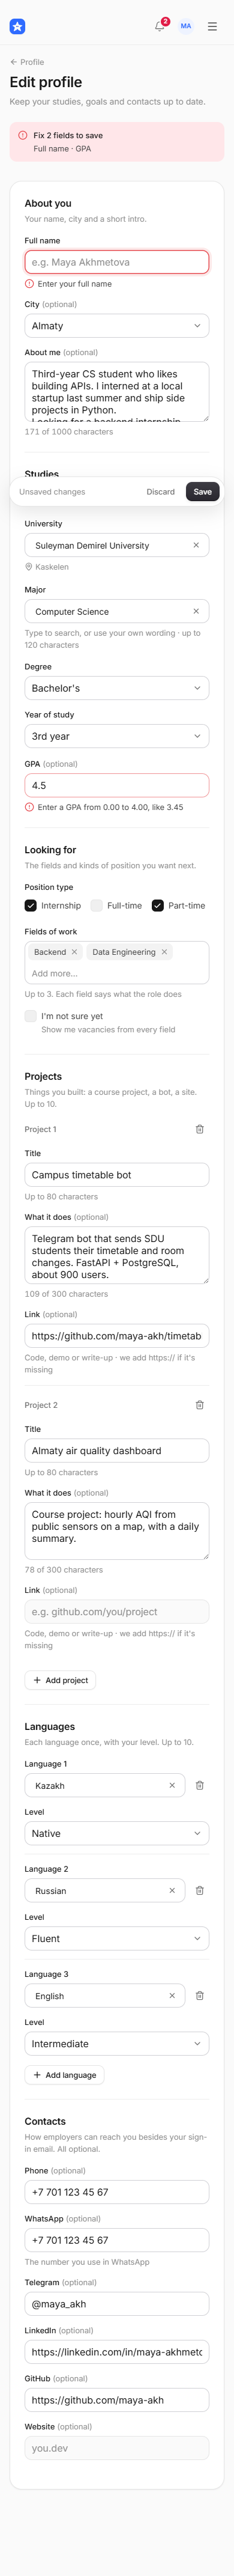 2
MA
Profile
Edit profile
Keep your studies, goals and contacts up to date.
Fix 2 fields to save
Full name · GPA
About you
Your name, city and short intro.
Full name
e.g. Maya Akhmetova
Enter your full name
City (optional)
Almaty
About me (optional)
Third-year CS student who likes
building APIs. I interned at a local
startup last summer and ship side
projects in Python.
Looking for a backend internship
171 of 1000 characters
Studies
Unsaved changes
Discard
Save
University
Suleyman Demirel University
Kaskelen
Major
Computer Science
Type to search, or use your own wording · up to
120 characters
Degree
Bachelor's
Year of study
3rd year
GPA (optional)
4.5
Enter a GPA from 0.00 to 4.00, like 3.45
Looking for
The fields and kinds of position you want next.
Position type
Internship
Full-time
Part-time
Fields of work
Backend
Data Engineering
Add more...
Up to 3. Each field says what the role does
I'm not sure yet
Show me vacancies from every field
Projects
Things you built: a course project, a bot, a site.
Up to 10.
Project 1
Title
Campus timetable bot
Up to 80 characters
What it does (optional)
Telegram bot that sends SDU
students their timetable and room
changes. FastAPI + PostgreSQL,
about 900 users.
109 of 300 characters
Link (optional)
https://github.com/maya-akh/timetab
Code, demo or write-up · we add https:// if it's
missing
Project 2
Title
Almaty air quality dashboard
Up to 80 characters
What it does (optional)
Course project: hourly AQI from
public sensors on a map, with a daily
summary.
78 of 300 characters
Link (optional)
e.g. github.com/you/project
Code, demo or write-up · we add https:// if it's
missing
Add project
Languages
Each language once, with your level. Up to 10.
Language 1
Kazakh
Level
Native
Language 2
Russian
Level
Fluent
Language 3
English
Level
Intermediate
Add language
Contacts
How employers can reach you besides your sign-
in email. All optional.
Phone (optional)
+7 701 123 45 67
WhatsApp (optional)
+7 701 123 45 67
The number you use in WhatsApp
Telegram (optional)
@maya_akh
LinkedIn (optional)
https://linkedin.com/in/maya-akhmetc
GitHub (optional)
https://github.com/maya-akh
Website (optional)
you.dev